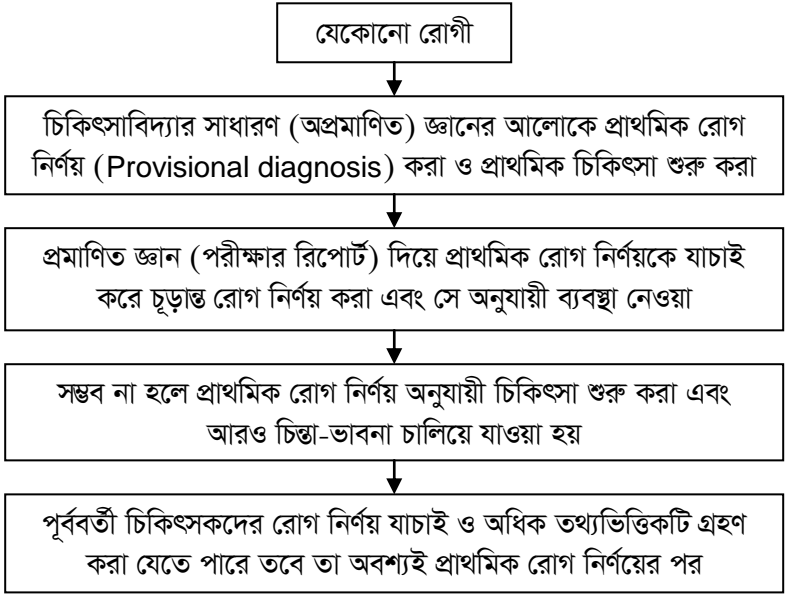 যেকোনো রোগী
চিকিৎসাবিদ্যার সাধারণ (অপ্রমাণিত) জ্ঞানের আলোকে প্রাথমিক রোগ
নির্ণয় (Provisional diagnosis) করা ও প্রাথমিক চিকিৎসা শুরু করা
প্রমাণিত জ্ঞান (পরীক্ষার রিপোর্ট) দিয়ে প্রাথমিক রোগ নির্ণয়কে যাচাই
করে চূড়ান্ত রোগ নির্ণয় করা এবং সে অনুযায়ী ব্যবস্থা নেওয়া
সম্ভব না হলে প্রাথমিক রোগ নির্ণয় অনুযায়ী চিকিৎসা শুরু করা এবং
আরও চিন্তা-ভাবনা চালিয়ে যাওয়া হয়
পূর্ববর্তী চিকিৎসকদের রোগ নির্ণয় যাচাই ও অধিক তথ্যভিত্তিকটি গ্রহণ
করা যেতে পারে তবে তা অবশ্যই প্রাথমিক রোগ নির্ণয়ের পর